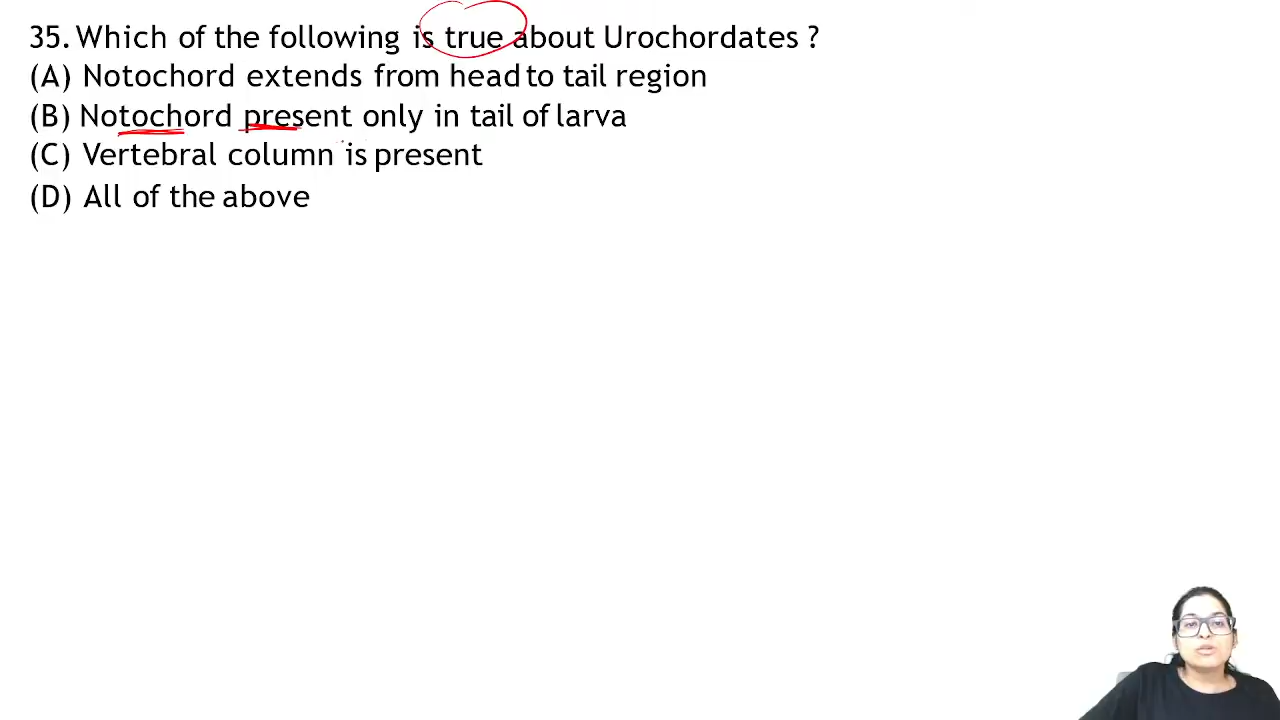 35. Which of the following is true about Urochordates ?
(A) Notochord extends from head to tail region
(B) Notochord present only in tail of larva
(C) Vertebral column is present
(D) All of the above